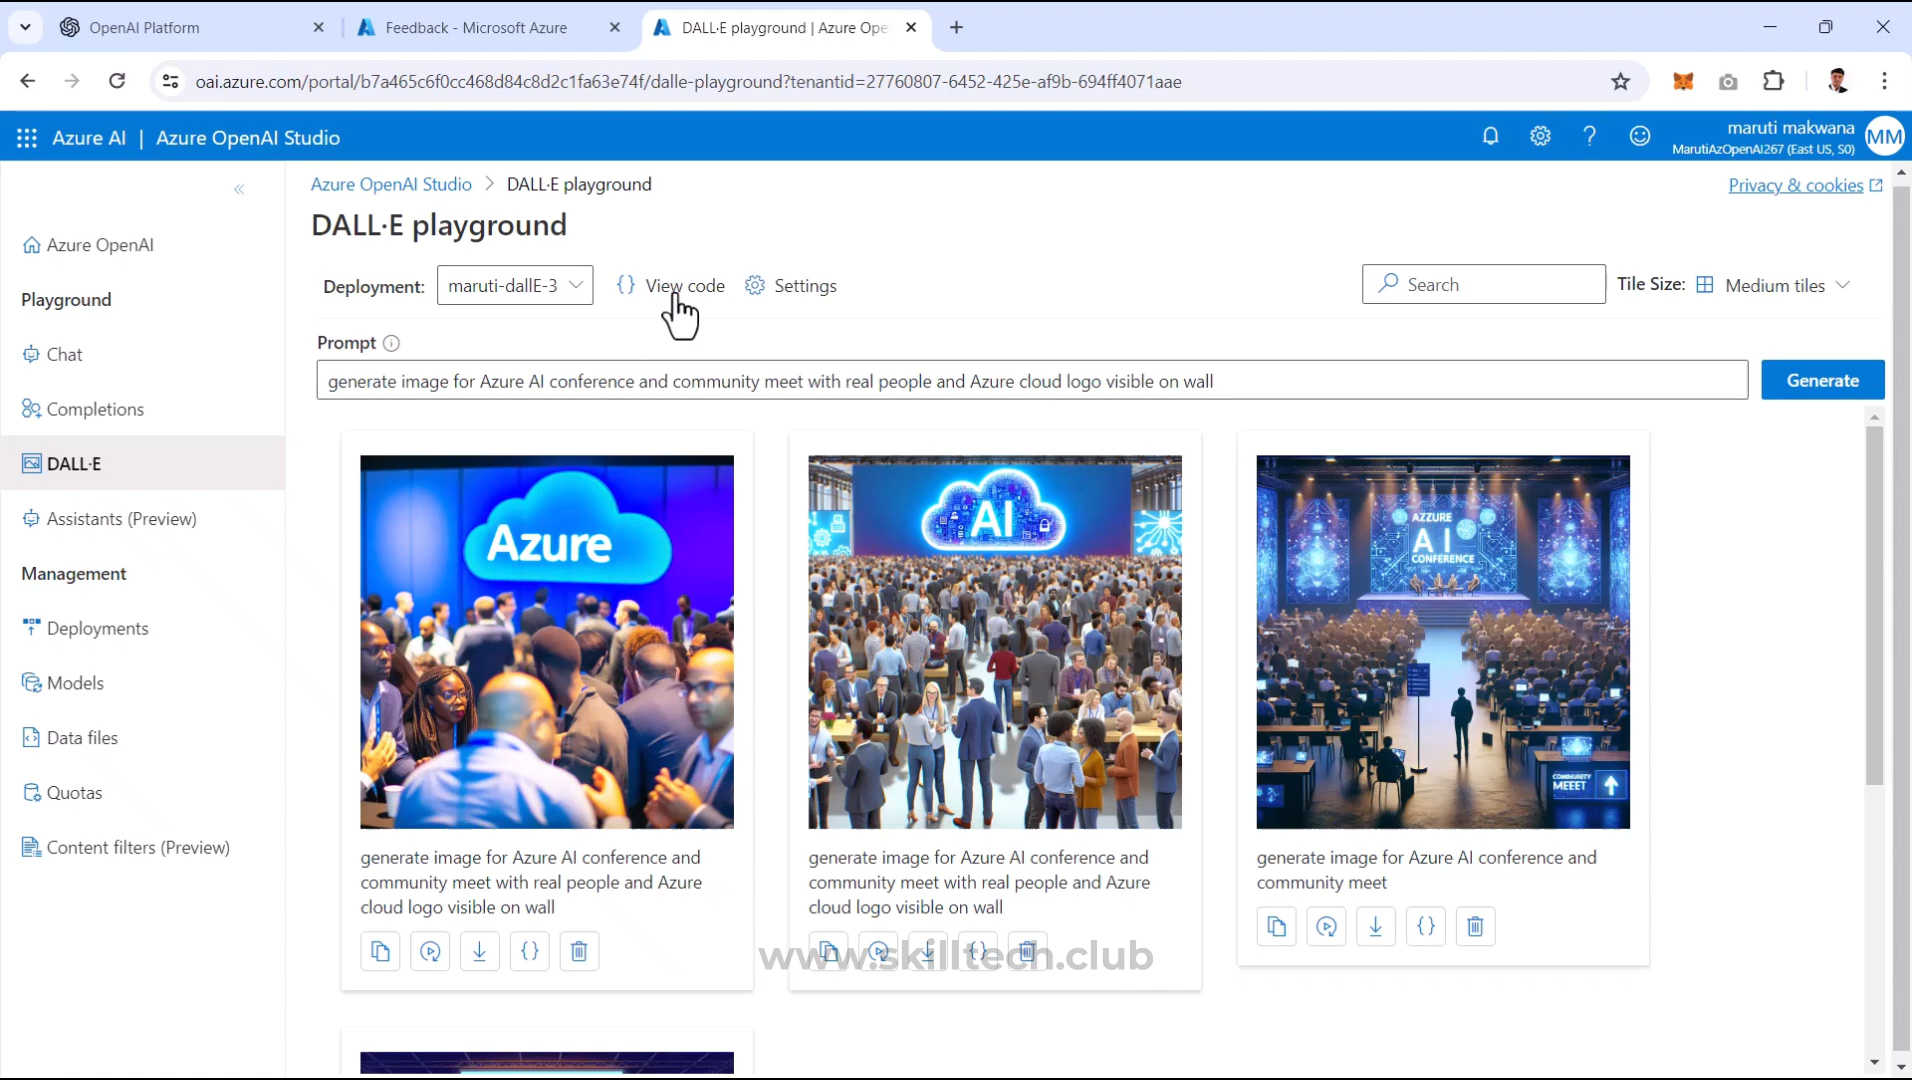 OpenAI Platform
Feedback - Microsoft Azure
DALL·E playground | Azure Ope
oai.azure.com/portal/b7a465c6f0cc468d84c8d2c1fa63e74f/dalle-playground?tenantid=27760807-6452-425e-af9b-694ff4071aae
Azure AI | Azure OpenAI Studio
maruti makwana
MarutiAzOpenAI267 (East US, S0)
MM
Azure OpenAI Studio > DALL·E playground
Privacy & cookies
DALL·E playground
Azure OpenAI
Playground
Chat
Completions
DALL·E
Assistants (Preview)
Management
Deployments
Models
Data files
Quotas
Content filters (Preview)
Deployment: maruti-dallE-3 {} View code Settings
Search
Tile Size: Medium tiles
Prompt
generate image for Azure AI conference and community meet with real people and Azure cloud logo visible on wall
Generate
Azure
AI
AZZURE
AI
CONFERENCE
COMMUNITY
MEEET
generate image for Azure AI conference and
community meet with real people and Azure
cloud logo visible on wall
generate image for Azure AI conference and
community meet with real people and Azure
cloud logo visible on wall
generate image for Azure AI conference and
community meet
www.skilltech.club